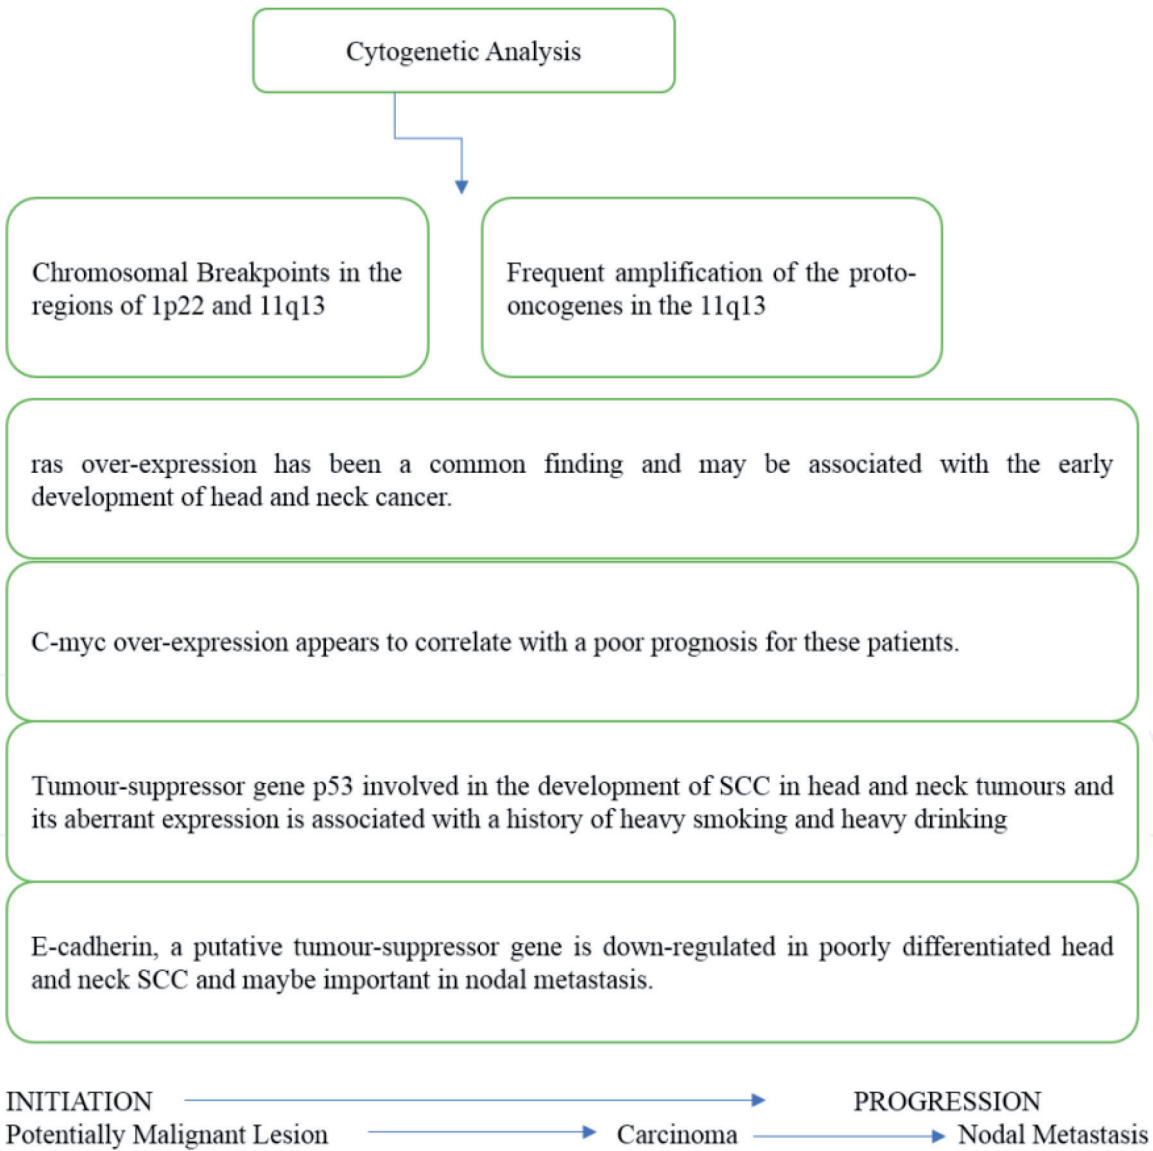 Cytogenetic Analysis
Chromosomal Breakpoints in the
regions of 1p22 and 11q13
Frequent amplification of the proto-
oncogenes in the 11q13
ras over-expression has been a common finding and may be associated with the early
development of head and neck cancer.
C-myc over-expression appears to correlate with a poor prognosis for these patients.
Tumour-suppressor gene p53 involved in the development of SCC in head and neck tumours and
its aberrant expression is associated with a history of heavy smoking and heavy drinking
E-cadherin, a putative tumour-suppressor gene is down-regulated in poorly differentiated head
and neck SCC and maybe important in nodal metastasis.
INITIATION PROGRESSION
Potentially Malignant Lesion Carcinoma Nodal Metastasis